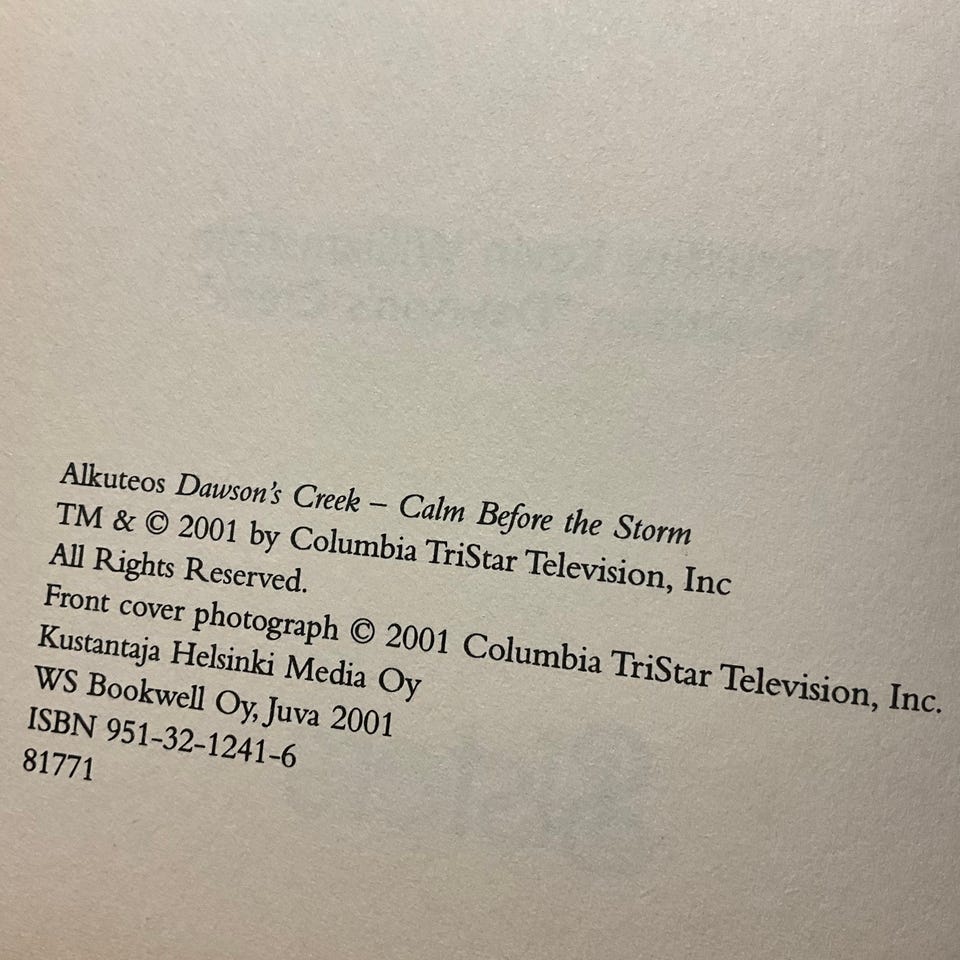 Alkuteos Dawson's Creek – Calm Before the Storm
TM & © 2001 by Columbia TriStar Television, Inc
All Rights Reserved.
Front cover photograph © 2001 Columbia TriStar Television, Inc.
Kustantaja Helsinki Media Oy
WS Bookwell Oy, Juva 2001
ISBN 951-32-1241-6
81771